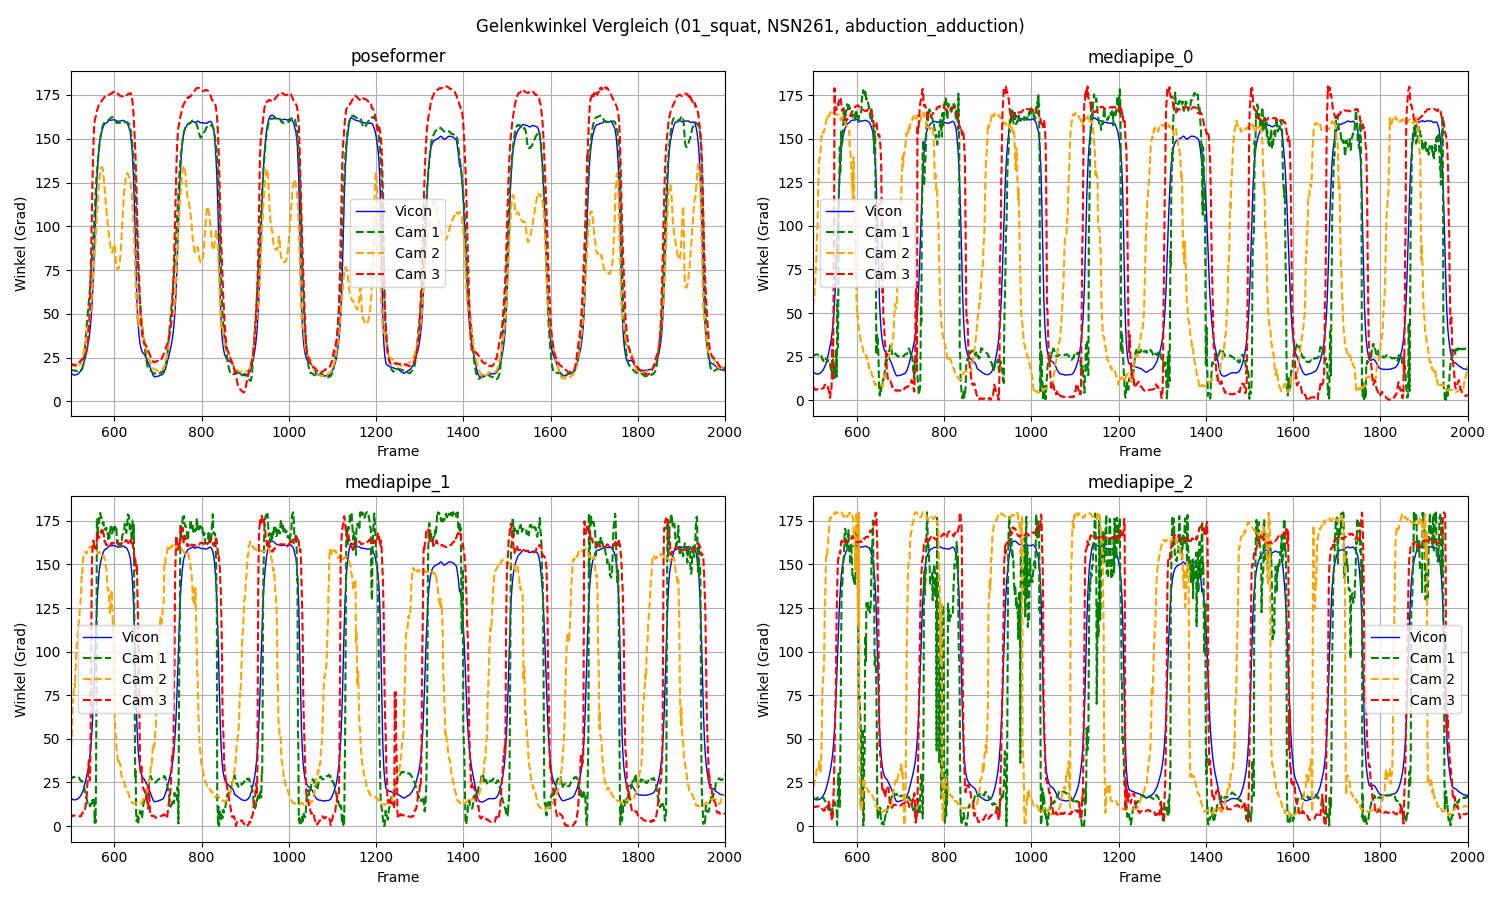 Gelenkwinkel Vergleich (01_squat, NSN261, abduction_adduction)
poseformer
Winkel (Grad)
175
150
125
100
75
50
25
0
Vicon
Cam 1
Cam 2
Cam 3
600 800 1000 1200 1400 1600 1800 2000
Frame
mediapipe_0
Winkel (Grad)
175
150
125
100
75
50
25
0
Vicon
Cam 1
Cam 2
Cam 3
600 800 1000 1200 1400 1600 1800 2000
Frame
mediapipe_1
Winkel (Grad)
175
150
125
100
75
50
25
0
Vicon
Cam 1
Cam 2
Cam 3
600 800 1000 1200 1400 1600 1800 2000
Frame
mediapipe_2
Winkel (Grad)
175
150
125
100
75
50
25
0
Vicon
Cam 1
Cam 2
Cam 3
600 800 1000 1200 1400 1600 1800 2000
Frame